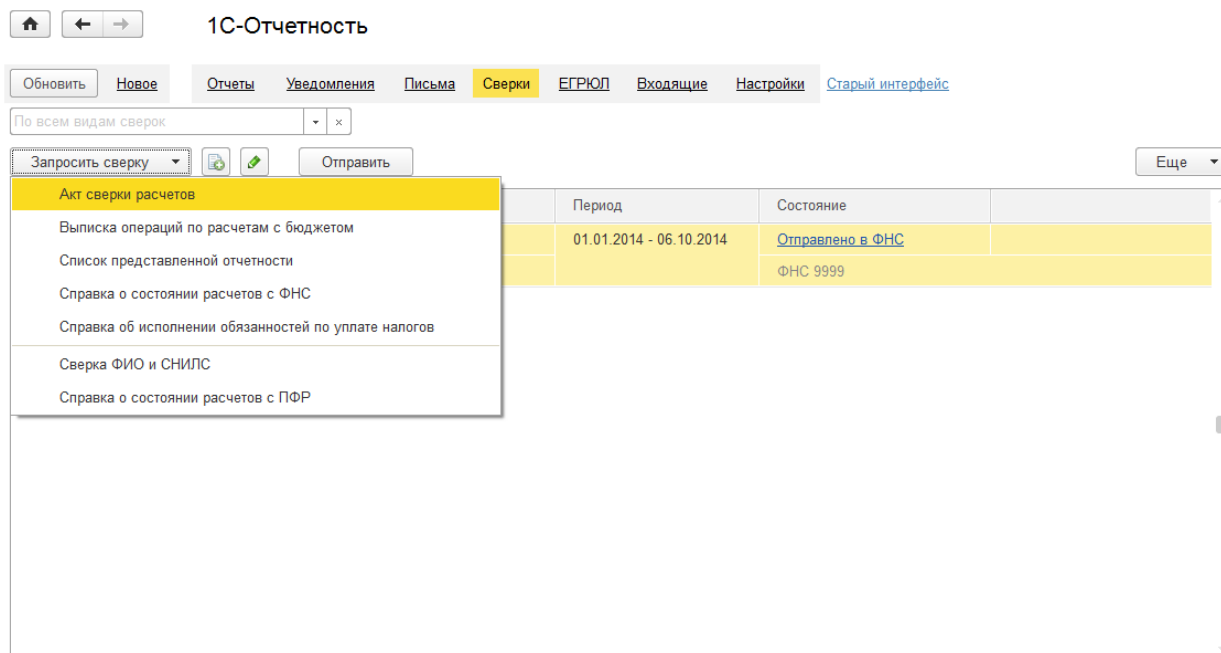 1С-Отчетность
Обновить Новое Отчеты Уведомления Письма Сверки ЕГРЮЛ Входящие Настройки Старый интерфейс
По всем видам сверок
Запросить сверку Отправить Еще
Акт сверки расчетов
Выписка операций по расчетам с бюджетом
Список представленной отчетности
Справка о состоянии расчетов с ФНС
Справка об исполнении обязанностей по уплате налогов
Сверка ФИО и СНИЛС
Справка о состоянии расчетов с ПФР
Период Состояние
01.01.2014 - 06.10.2014 Отправлено в ФНС
ФНС 9999